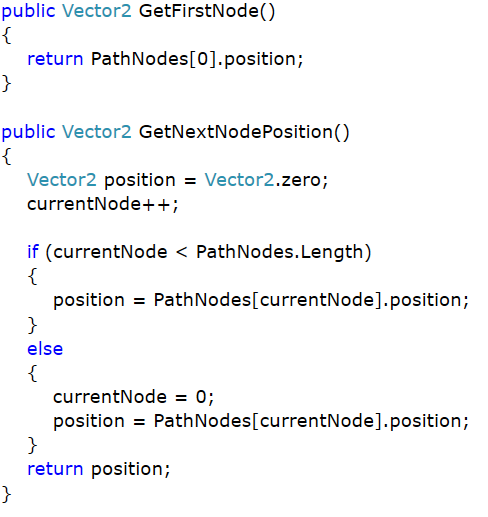 public Vector2 GetFirstNode()
{
    return PathNodes[0].position;
}

public Vector2 GetNextNodePosition()
{
    Vector2 position = Vector2.zero;
    currentNode++;

    if (currentNode < PathNodes.Length)
    {
        position = PathNodes[currentNode].position;
    }
    else
    {
        currentNode = 0;
        position = PathNodes[currentNode].position;
    }
    return position;
}